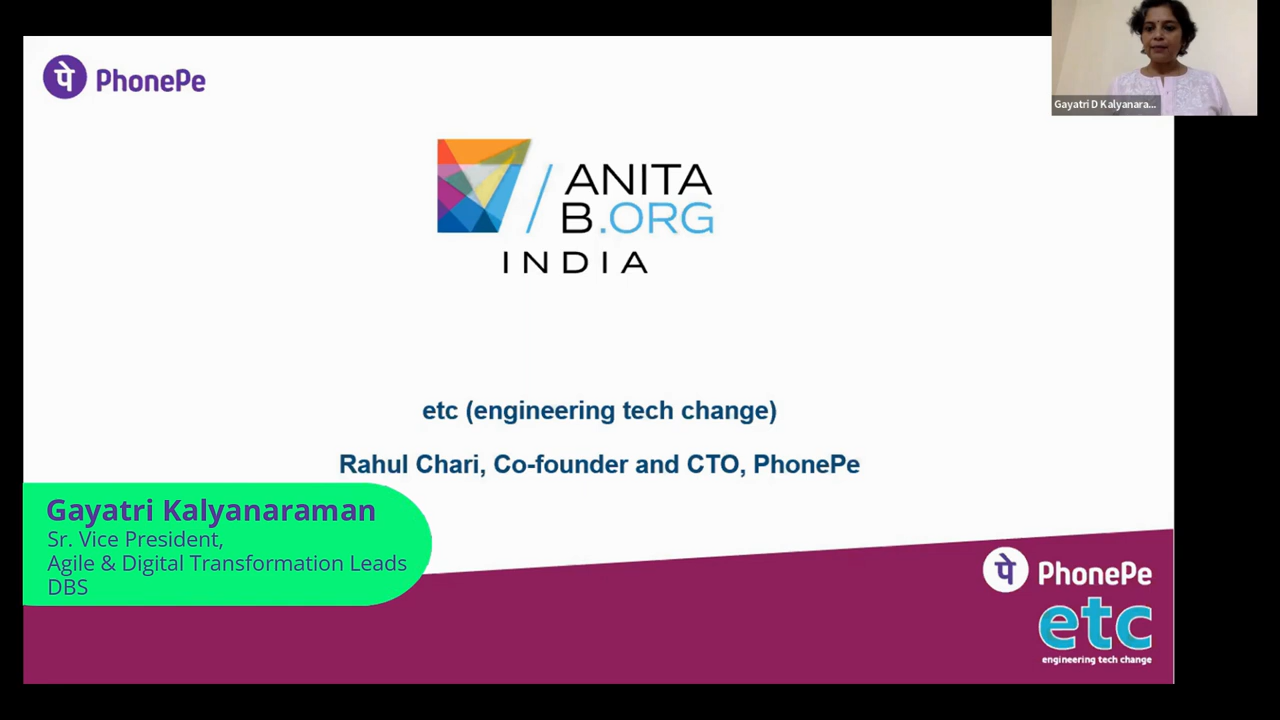 पे PhonePe
Gayatri D Kalyanara...
ANITA
B.ORG
INDIA
etc (engineering tech change)
Rahul Chari, Co-founder and CTO, PhonePe
Gayatri Kalyanaraman
Sr. Vice President,
Agile & Digital Transformation Leads
DBS
पे PhonePe
etc
engineering tech change